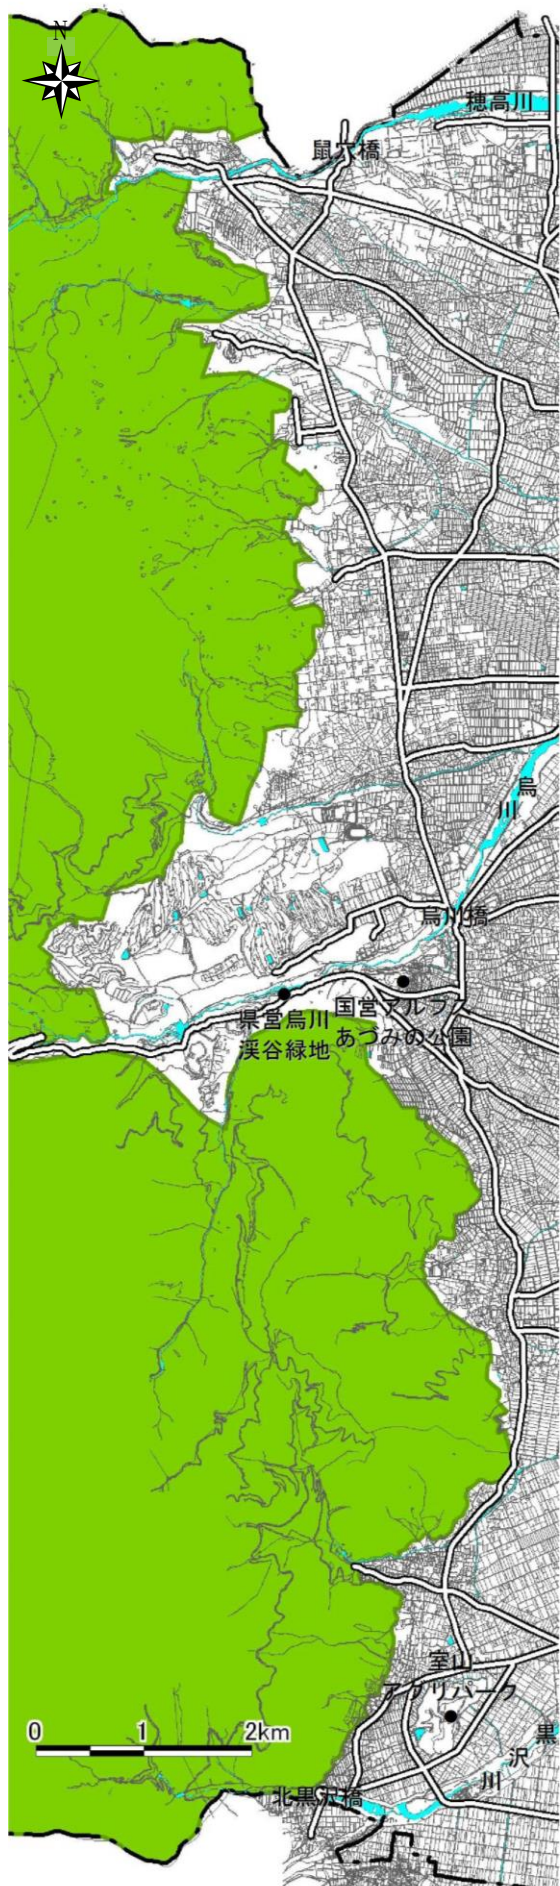 N
穂高川
鼠穴橋
烏川
烏川橋
国営アルプス
あづみの公園
県営烏川
渓谷緑地
室山
アグリパーク
0 1 2km
黒沢川
北黒沢橋